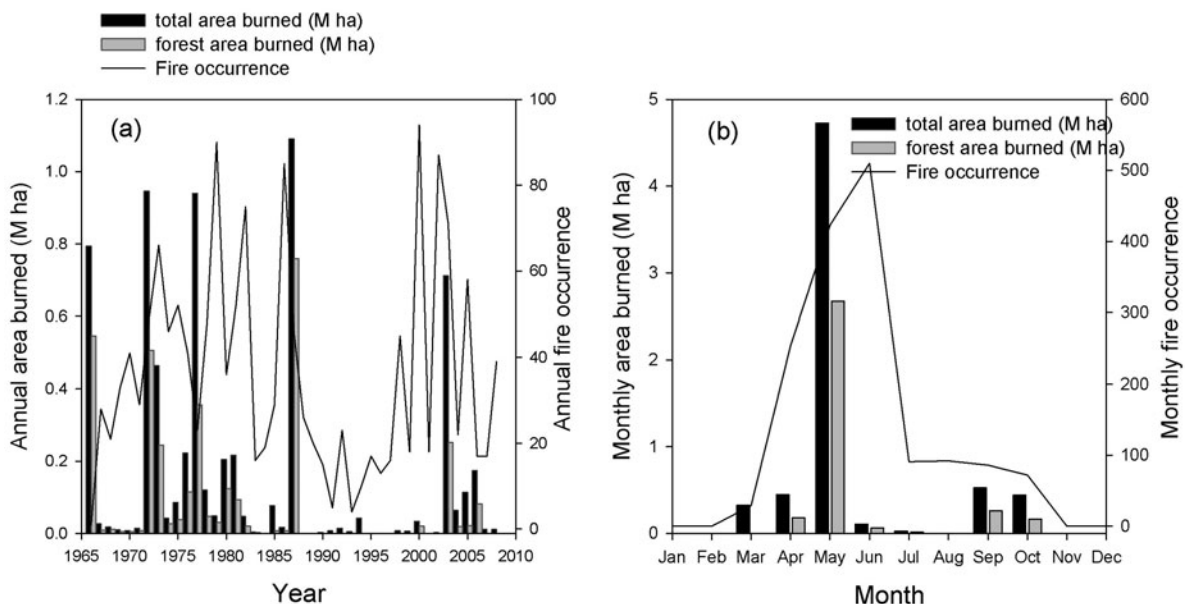 total area burned (M ha)
forest area burned (M ha)
Fire occurrence
(a)
Annual area burned (M ha)
1.2
1.0
0.8
0.6
0.4
0.2
0.0
Annual fire occurrence
100
80
60
40
20
0
1965 1970 1975 1980 1985 1990 1995 2000 2005 2010
Year
(b)
total area burned (M ha)
forest area burned (M ha)
Fire occurrence
Monthly area burned (M ha)
5
4
3
2
1
0
Monthly fire occurrence
600
500
400
300
200
100
0
Jan Feb Mar Apr May Jun Jul Aug Sep Oct Nov Dec
Month